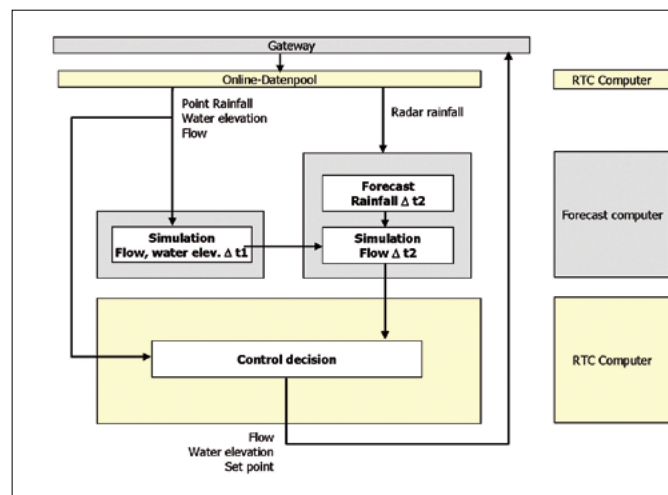 Gateway
Online-Datenpool
RTC Computer
Point Rainfall
Water elevation
Flow
Radar rainfall
Forecast
Rainfall Δ t2
Simulation
Flow, water elev. Δ t1
Simulation
Flow Δ t2
Forecast computer
Control decision
RTC Computer
Flow
Water elevation
Set point